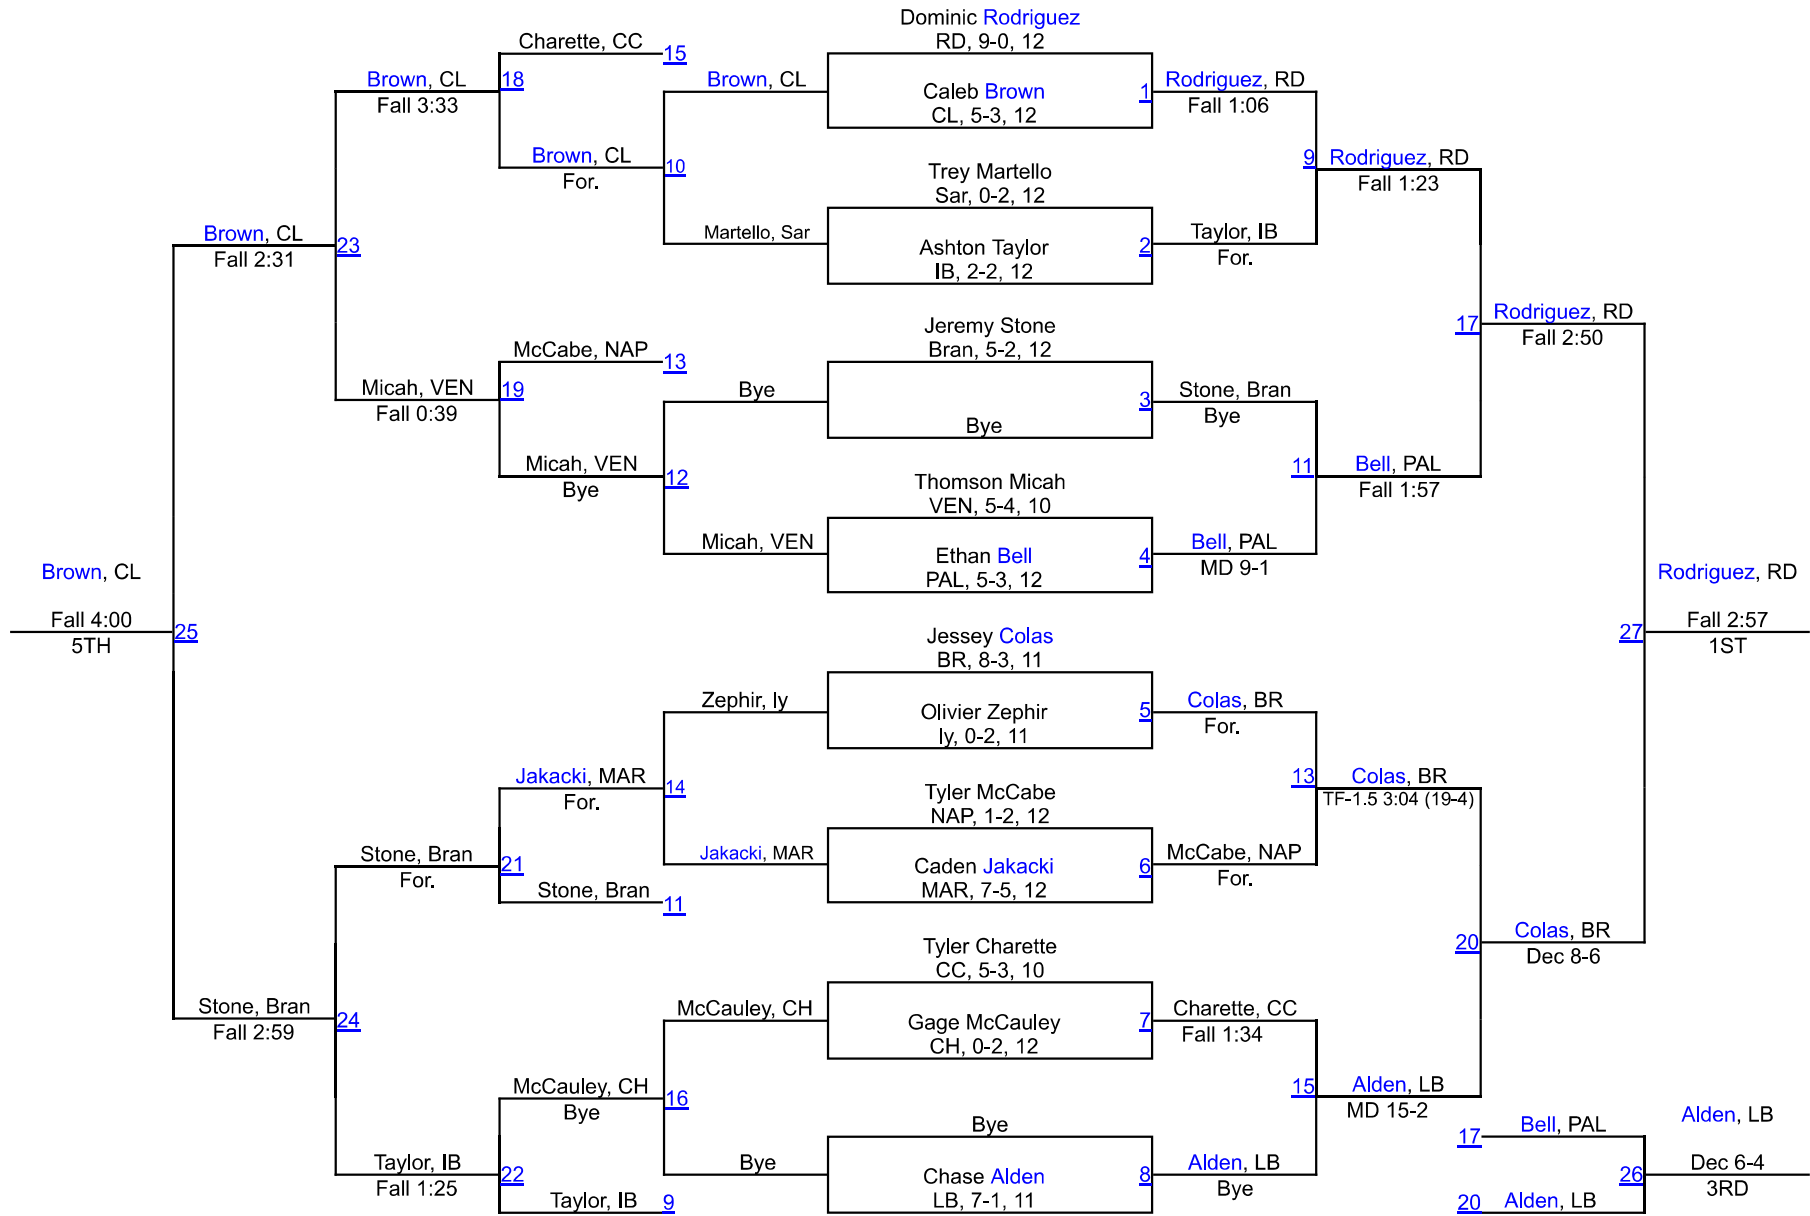 Dominic Rodriguez
RD, 9-0, 12
Charette, CC
15
Brown, CL
18
Fall 3:33
Brown, CL
Caleb Brown
CL, 5-3, 12
1
Rodriguez, RD
Fall 1:06
Brown, CL
For.
10
Trey Martello
Sar, 0-2, 12
9
Rodriguez, RD
Fall 1:23
Brown, CL
Fall 2:31
23
Martello, Sar
Ashton Taylor
IB, 2-2, 12
2
Taylor, IB
For.
Jeremy Stone
Bran, 5-2, 12
17
Rodriguez, RD
Fall 2:50
McCabe, NAP
13
Micah, VEN
Fall 0:39
19
Bye
Bye
3
Stone, Bran
Bye
Micah, VEN
Bye
12
Thomson Micah
VEN, 5-4, 10
11
Bell, PAL
Fall 1:57
Micah, VEN
Ethan Bell
PAL, 5-3, 12
4
Bell, PAL
MD 9-1
Brown, CL
Fall 4:00
5TH
25
Rodriguez, RD
27
Fall 2:57
1ST
Jessey Colas
BR, 8-3, 11
Zephir, ly
Olivier Zephir
ly, 0-2, 11
5
Colas, BR
For.
Jakacki, MAR
For.
14
Tyler McCabe
NAP, 1-2, 12
13
Colas, BR
TF-1.5 3:04 (19-4)
Stone, Bran
For.
21
Jakacki, MAR
Caden Jakacki
MAR, 7-5, 12
6
McCabe, NAP
For.
Stone, Bran
11
Tyler Charette
CC, 5-3, 10
20
Colas, BR
Dec 8-6
Stone, Bran
Fall 2:59
24
McCauley, CH
Gage McCauley
CH, 0-2, 12
7
Charette, CC
Fall 1:34
McCauley, CH
Bye
16
15
Alden, LB
MD 15-2
Bye
17
Bell, PAL
Alden, LB
Taylor, IB
Fall 1:25
22
Bye
Chase Alden
LB, 7-1, 11
8
Alden, LB
Bye
26
Dec 6-4
3RD
Taylor, IB
9
20
Alden, LB